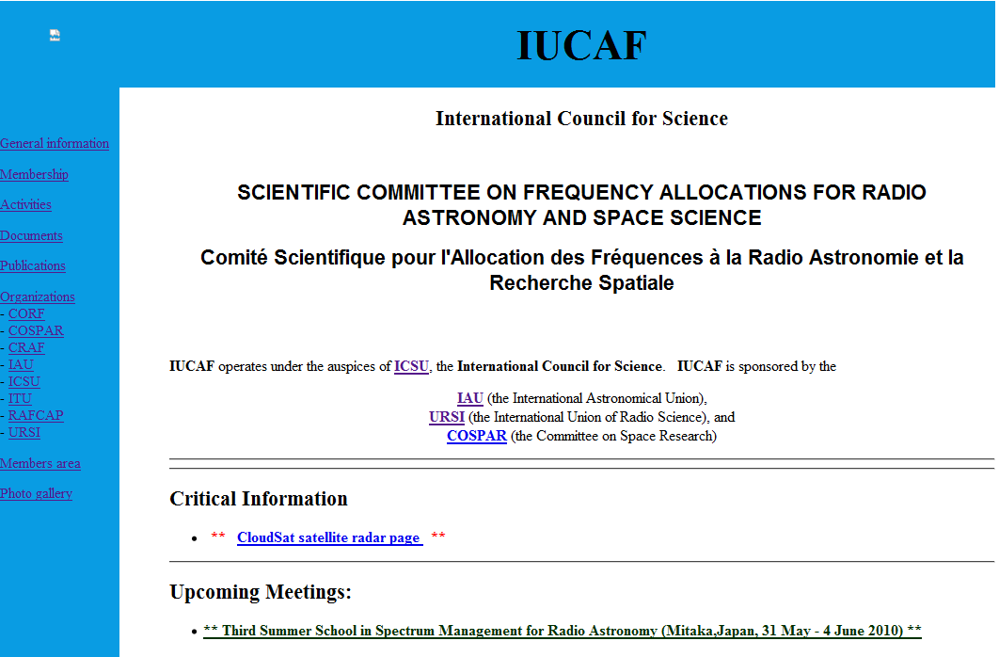 IUCAF
General information
Membership
Activities
Documents
Publications
Organizations
- CORF
- COSPAR
- CRAF
- IAU
- ICSU
- ITU
- RAFCAP
- URSI
Members area
Photo gallery
International Council for Science
SCIENTIFIC COMMITTEE ON FREQUENCY ALLOCATIONS FOR RADIO
ASTRONOMY AND SPACE SCIENCE
Comité Scientifique pour l'Allocation des Fréquences à la Radio Astronomie et la
Recherche Spatiale
IUCAF operates under the auspices of ICSU, the International Council for Science. IUCAF is sponsored by the
IAU (the International Astronomical Union),
URSI (the International Union of Radio Science), and
COSPAR (the Committee on Space Research)
Critical Information
• ** CloudSat satellite radar page **
Upcoming Meetings:
• ** Third Summer School in Spectrum Management for Radio Astronomy (Mitaka,Japan, 31 May - 4 June 2010) **